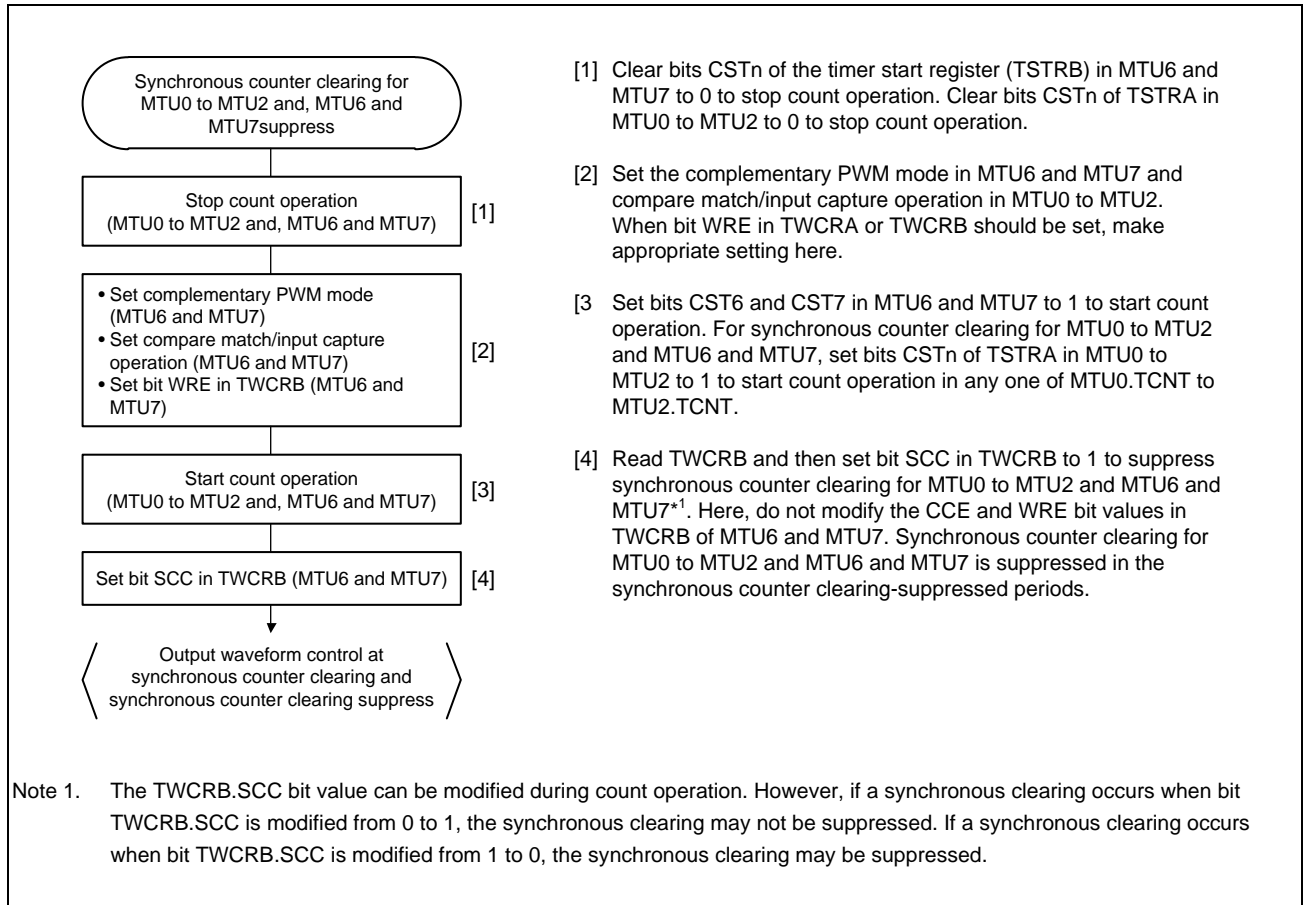 Synchronous counter clearing for
MTU0 to MTU2 and, MTU6 and
MTU7suppress
Stop count operation
(MTU0 to MTU2 and, MTU6 and MTU7)
[1]
• Set complementary PWM mode
(MTU6 and MTU7)
• Set compare match/input capture
operation (MTU6 and MTU7)
• Set bit WRE in TWCRB (MTU6 and
MTU7)
[2]
Start count operation
(MTU0 to MTU2 and, MTU6 and MTU7)
[3]
Set bit SCC in TWCRB (MTU6 and MTU7)
[4]
Output waveform control at
synchronous counter clearing and
synchronous counter clearing suppress
[1] Clear bits CSTn of the timer start register (TSTRB) in MTU6 and
MTU7 to 0 to stop count operation. Clear bits CSTn of TSTRA in
MTU0 to MTU2 to 0 to stop count operation.
[2] Set the complementary PWM mode in MTU6 and MTU7 and
compare match/input capture operation in MTU0 to MTU2.
When bit WRE in TWCRA or TWCRB should be set, make
appropriate setting here.
[3 Set bits CST6 and CST7 in MTU6 and MTU7 to 1 to start count
operation. For synchronous counter clearing for MTU0 to MTU2
and MTU6 and MTU7, set bits CSTn of TSTRA in MTU0 to
MTU2 to 1 to start count operation in any one of MTU0.TCNT to
MTU2.TCNT.
[4] Read TWCRB and then set bit SCC in TWCRB to 1 to suppress
synchronous counter clearing for MTU0 to MTU2 and MTU6 and
MTU7*1. Here, do not modify the CCE and WRE bit values in
TWCRB of MTU6 and MTU7. Synchronous counter clearing for
MTU0 to MTU2 and MTU6 and MTU7 is suppressed in the
synchronous counter clearing-suppressed periods.
Note 1. The TWCRB.SCC bit value can be modified during count operation. However, if a synchronous clearing occurs when bit
TWCRB.SCC is modified from 0 to 1, the synchronous clearing may not be suppressed. If a synchronous clearing occurs
when bit TWCRB.SCC is modified from 1 to 0, the synchronous clearing may be suppressed.